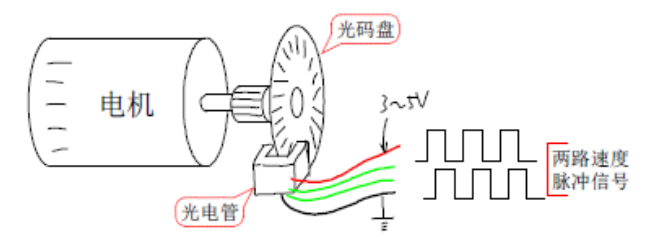 光码盘
电机
3~5V
两路速度
脉冲信号
光电管